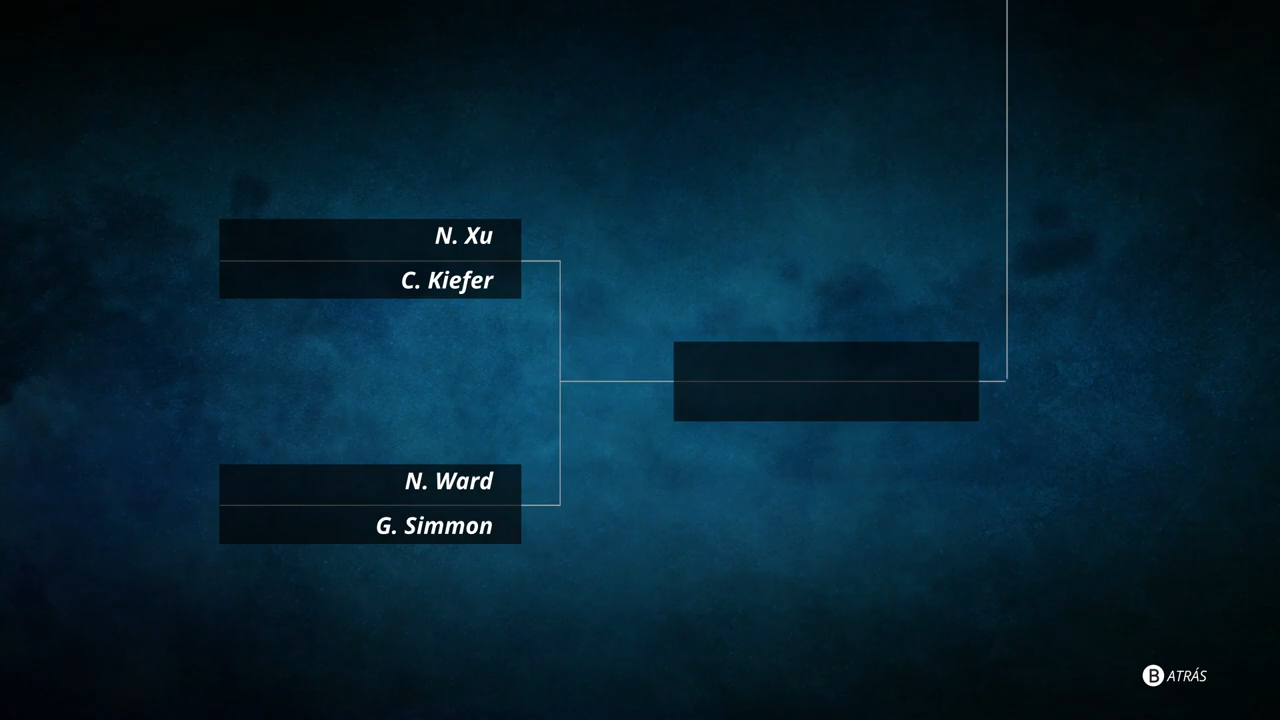 N. Xu
C. Kiefer
N. Ward
G. Simmon
B ATRÁS